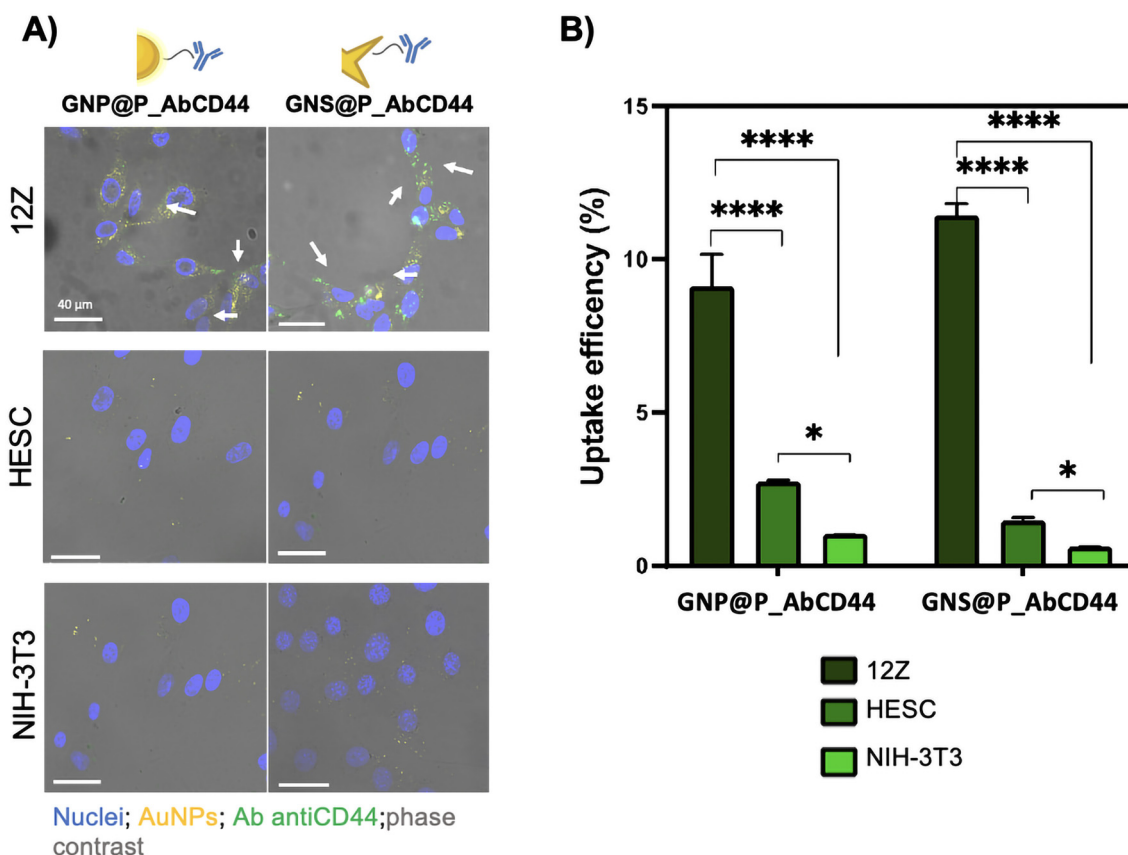 A)
GNP@P_AbCD44
GNS@P_AbCD44
12Z
40 µm
HESC
NIH-3T3
Nuclei; AuNPs; Ab antiCD44;phase
contrast
B)
Uptake efficency (%)
15
10
5
0
****
****
*
****
****
*
GNP@P_AbCD44
GNS@P_AbCD44
12Z
HESC
NIH-3T3